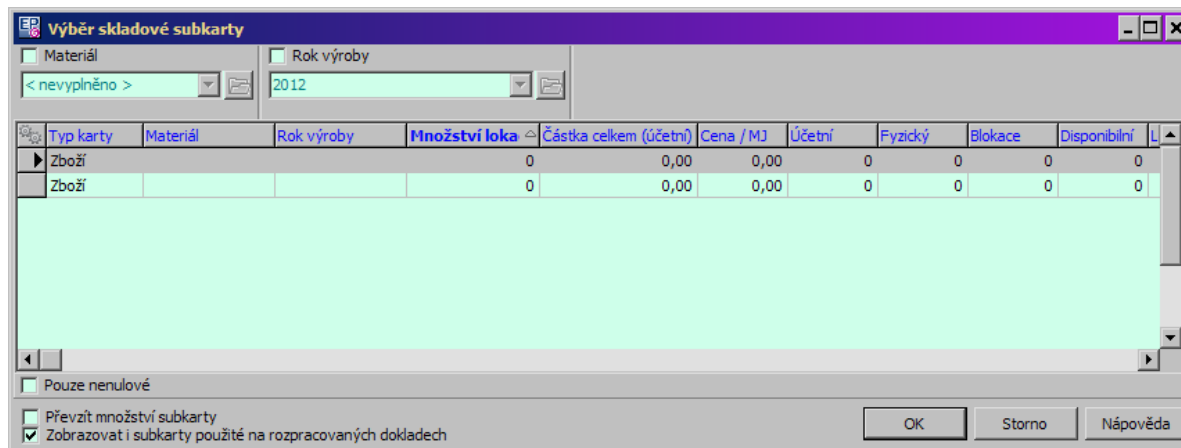 Výběr skladové subkarty
Materiál Rok výroby
< nevyplněno > 2012
Typ karty Materiál Rok výroby Množství loka Částka celkem (účetní) Cena / MJ Účetní Fyzický Blokace Disponibilní L
Zboží 0 0,00 0,00 0 0 0 0
Zboží 0 0,00 0,00 0 0 0 0
Pouze nenulové
Převzít množství subkarty
Zobrazovat i subkarty použité na rozpracovaných dokladech
OK Storno Nápověda